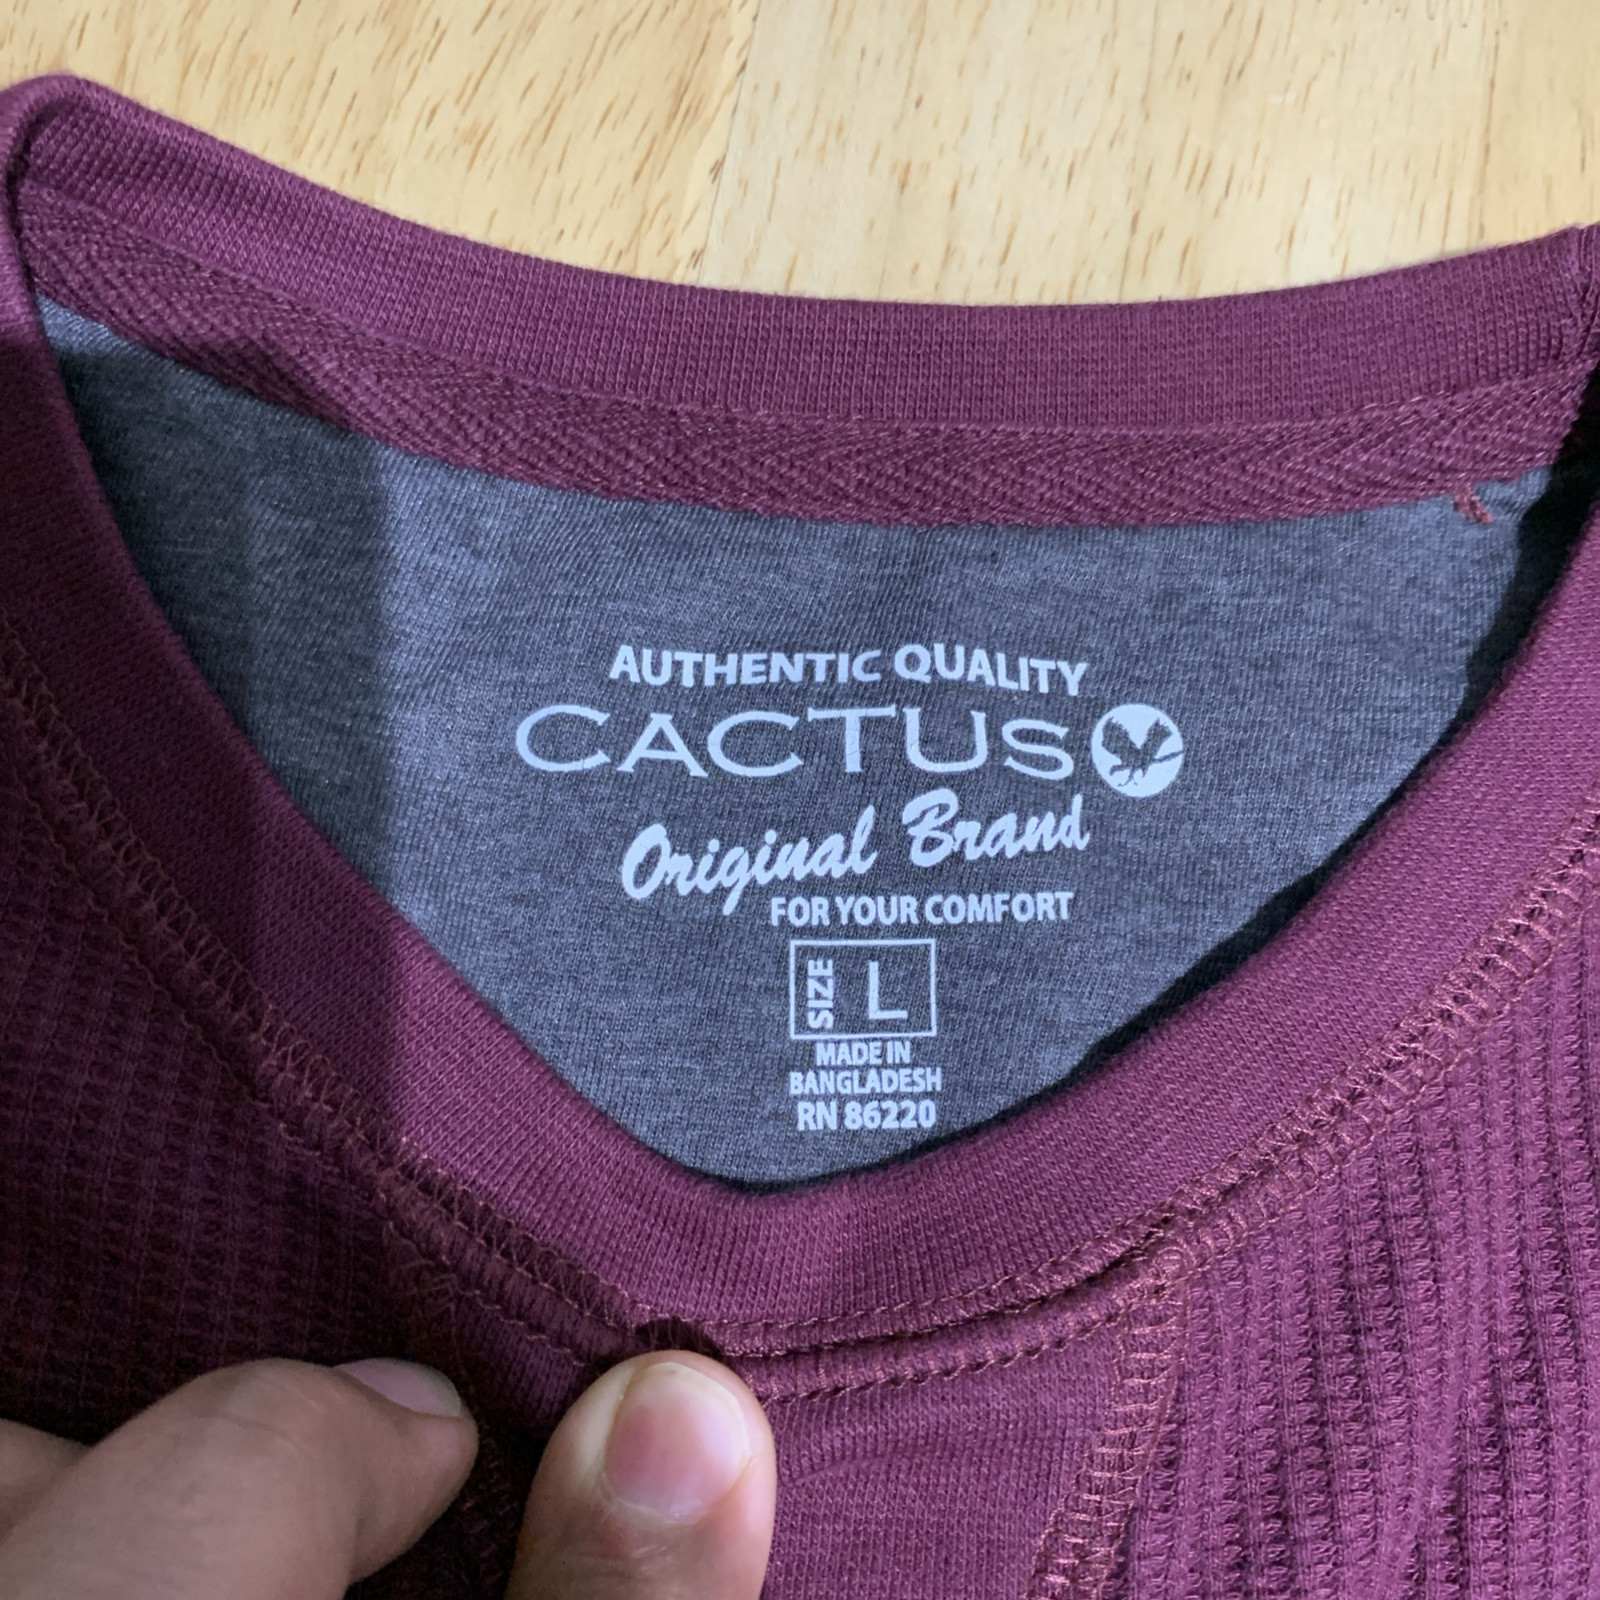 AUTHENTIC QUALITY
CACTUS
Original Brand
FOR YOUR COMFORT
SIZE L
MADE IN
BANGLADESH
RN 86220